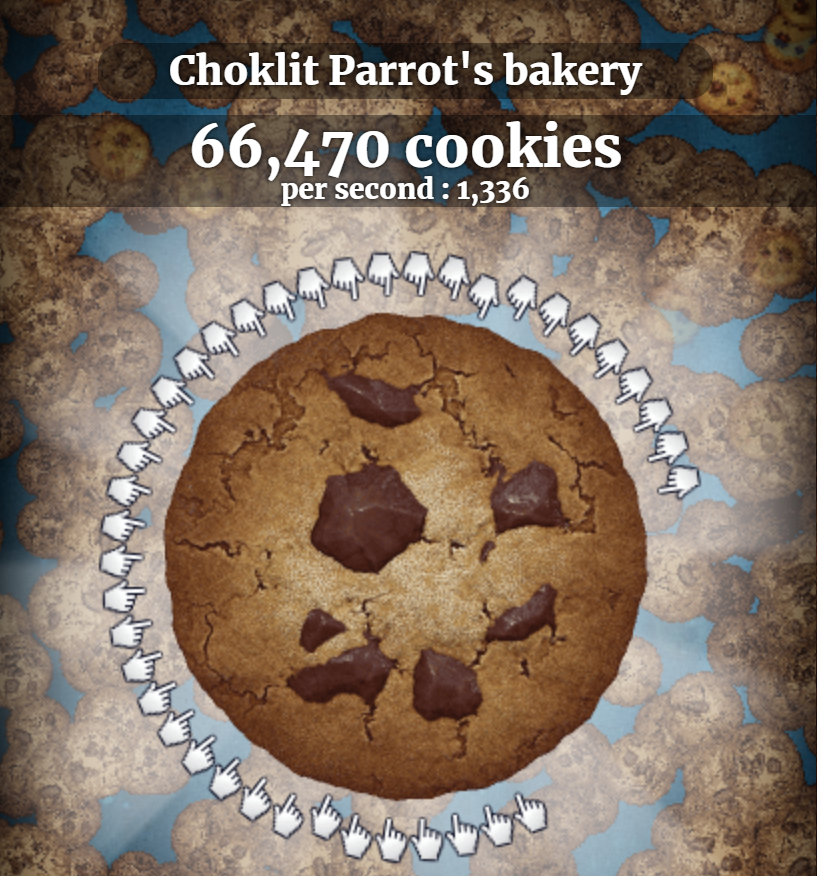 Choklit Parrot's bakery
66,470 cookies
per second : 1,336